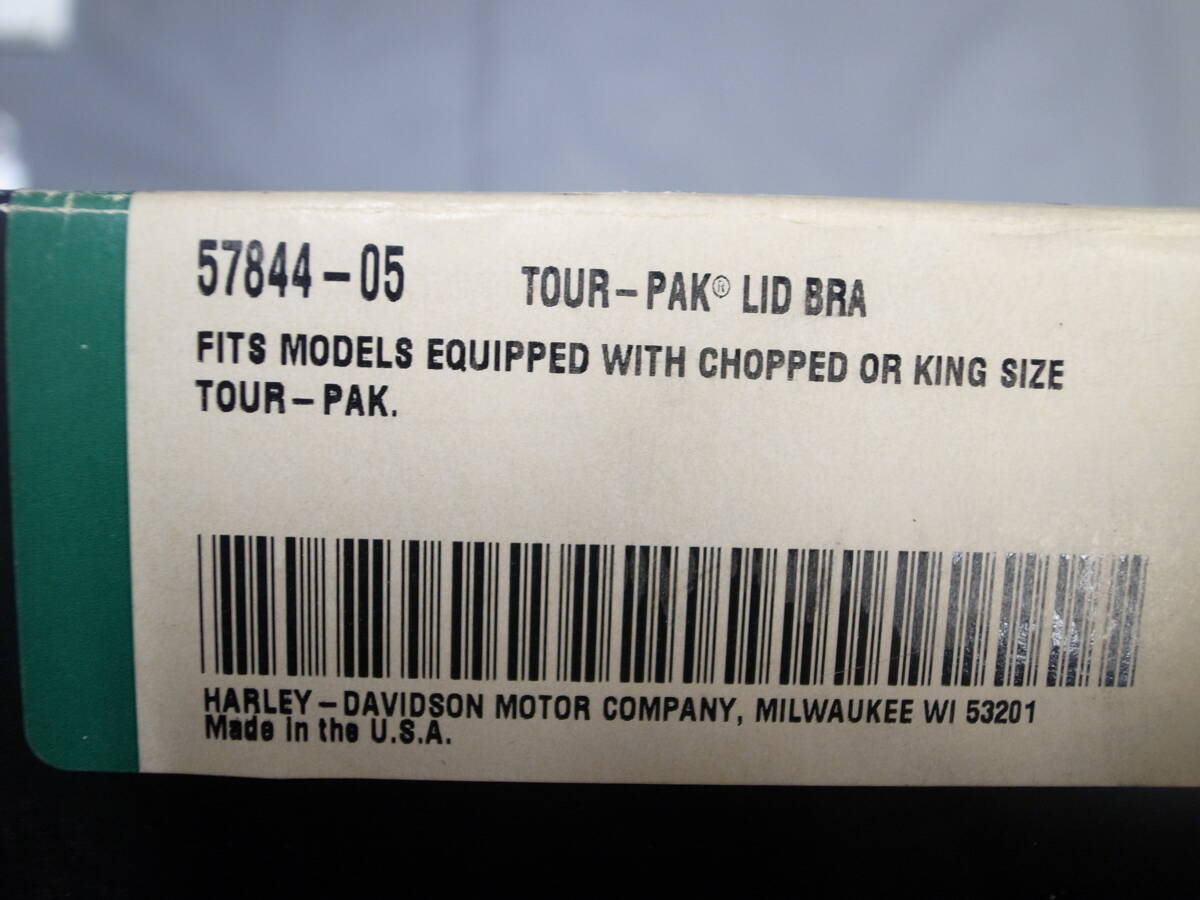 57844-05 TOUR-PAK® LID BRA
FITS MODELS EQUIPPED WITH CHOPPED OR KING SIZE
TOUR-PAK.
HARLEY-DAVIDSON MOTOR COMPANY, MILWAUKEE WI 53201
Made in the U.S.A.